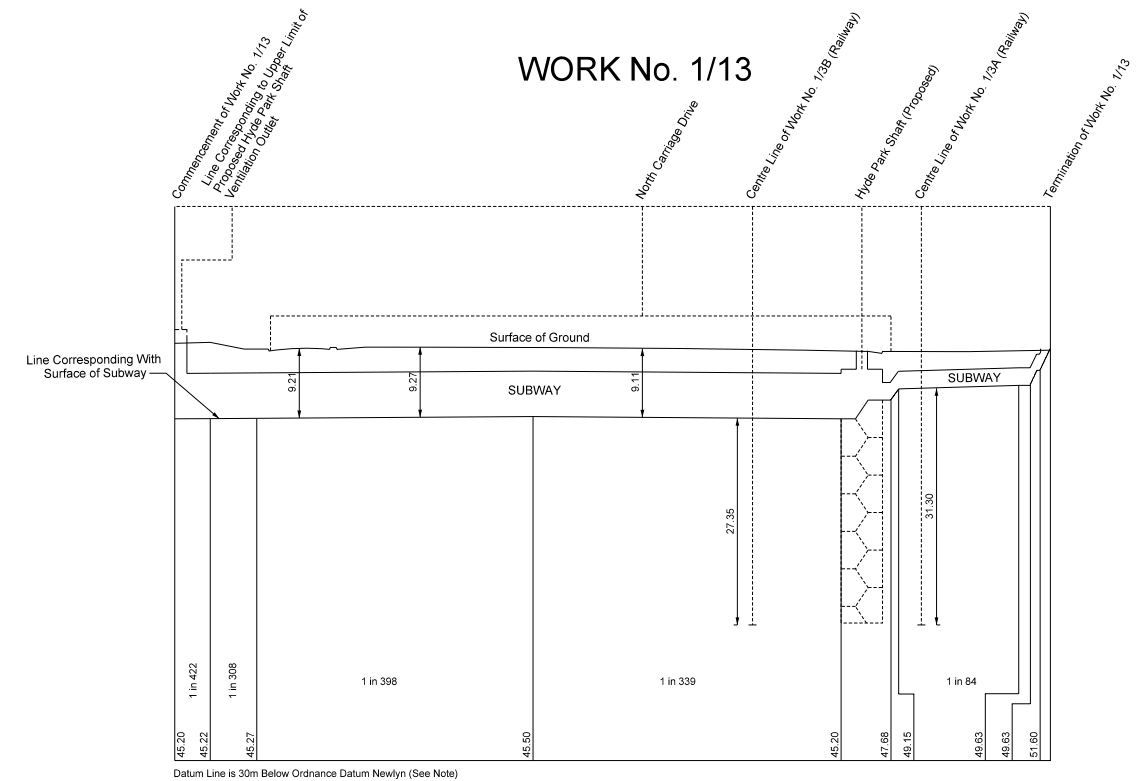 WORK No. 1/13
Commencement of Work No. 1/13
Line Corresponding to Upper Limit of
Proposed Hyde Park Shaft
Ventilation Outlet
North Carriage Drive
Centre Line of Work No. 1/3B (Railway)
Hyde Park Shaft (Proposed)
Centre Line of Work No. 1/3A (Railway)
Termination of Work No. 1/13
Surface of Ground
Line Corresponding With
Surface of Subway
9.21
9.27
9.11
SUBWAY
SUBWAY
27.35
31.30
1 in 422
1 in 308
1 in 398
1 in 339
1 in 84
45.20
45.22
45.27
45.50
45.20
47.68
49.15
49.63
49.63
51.60
Datum Line is 30m Below Ordnance Datum Newlyn (See Note)